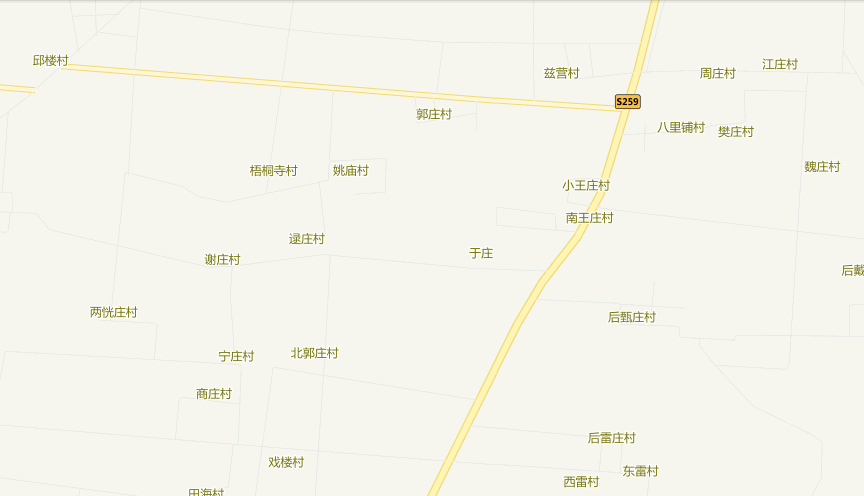 邱楼村
兹营村
周庄村
江庄村
S259
郭庄村
八里铺村
樊庄村
梧桐寺村
姚庙村
魏庄村
小王庄村
南王庄村
逯庄村
谢庄村
于庄
后戴
两恍庄村
后甄庄村
宁庄村
北郭庄村
商庄村
后雷庄村
戏楼村
东雷村
西雷村
田海村